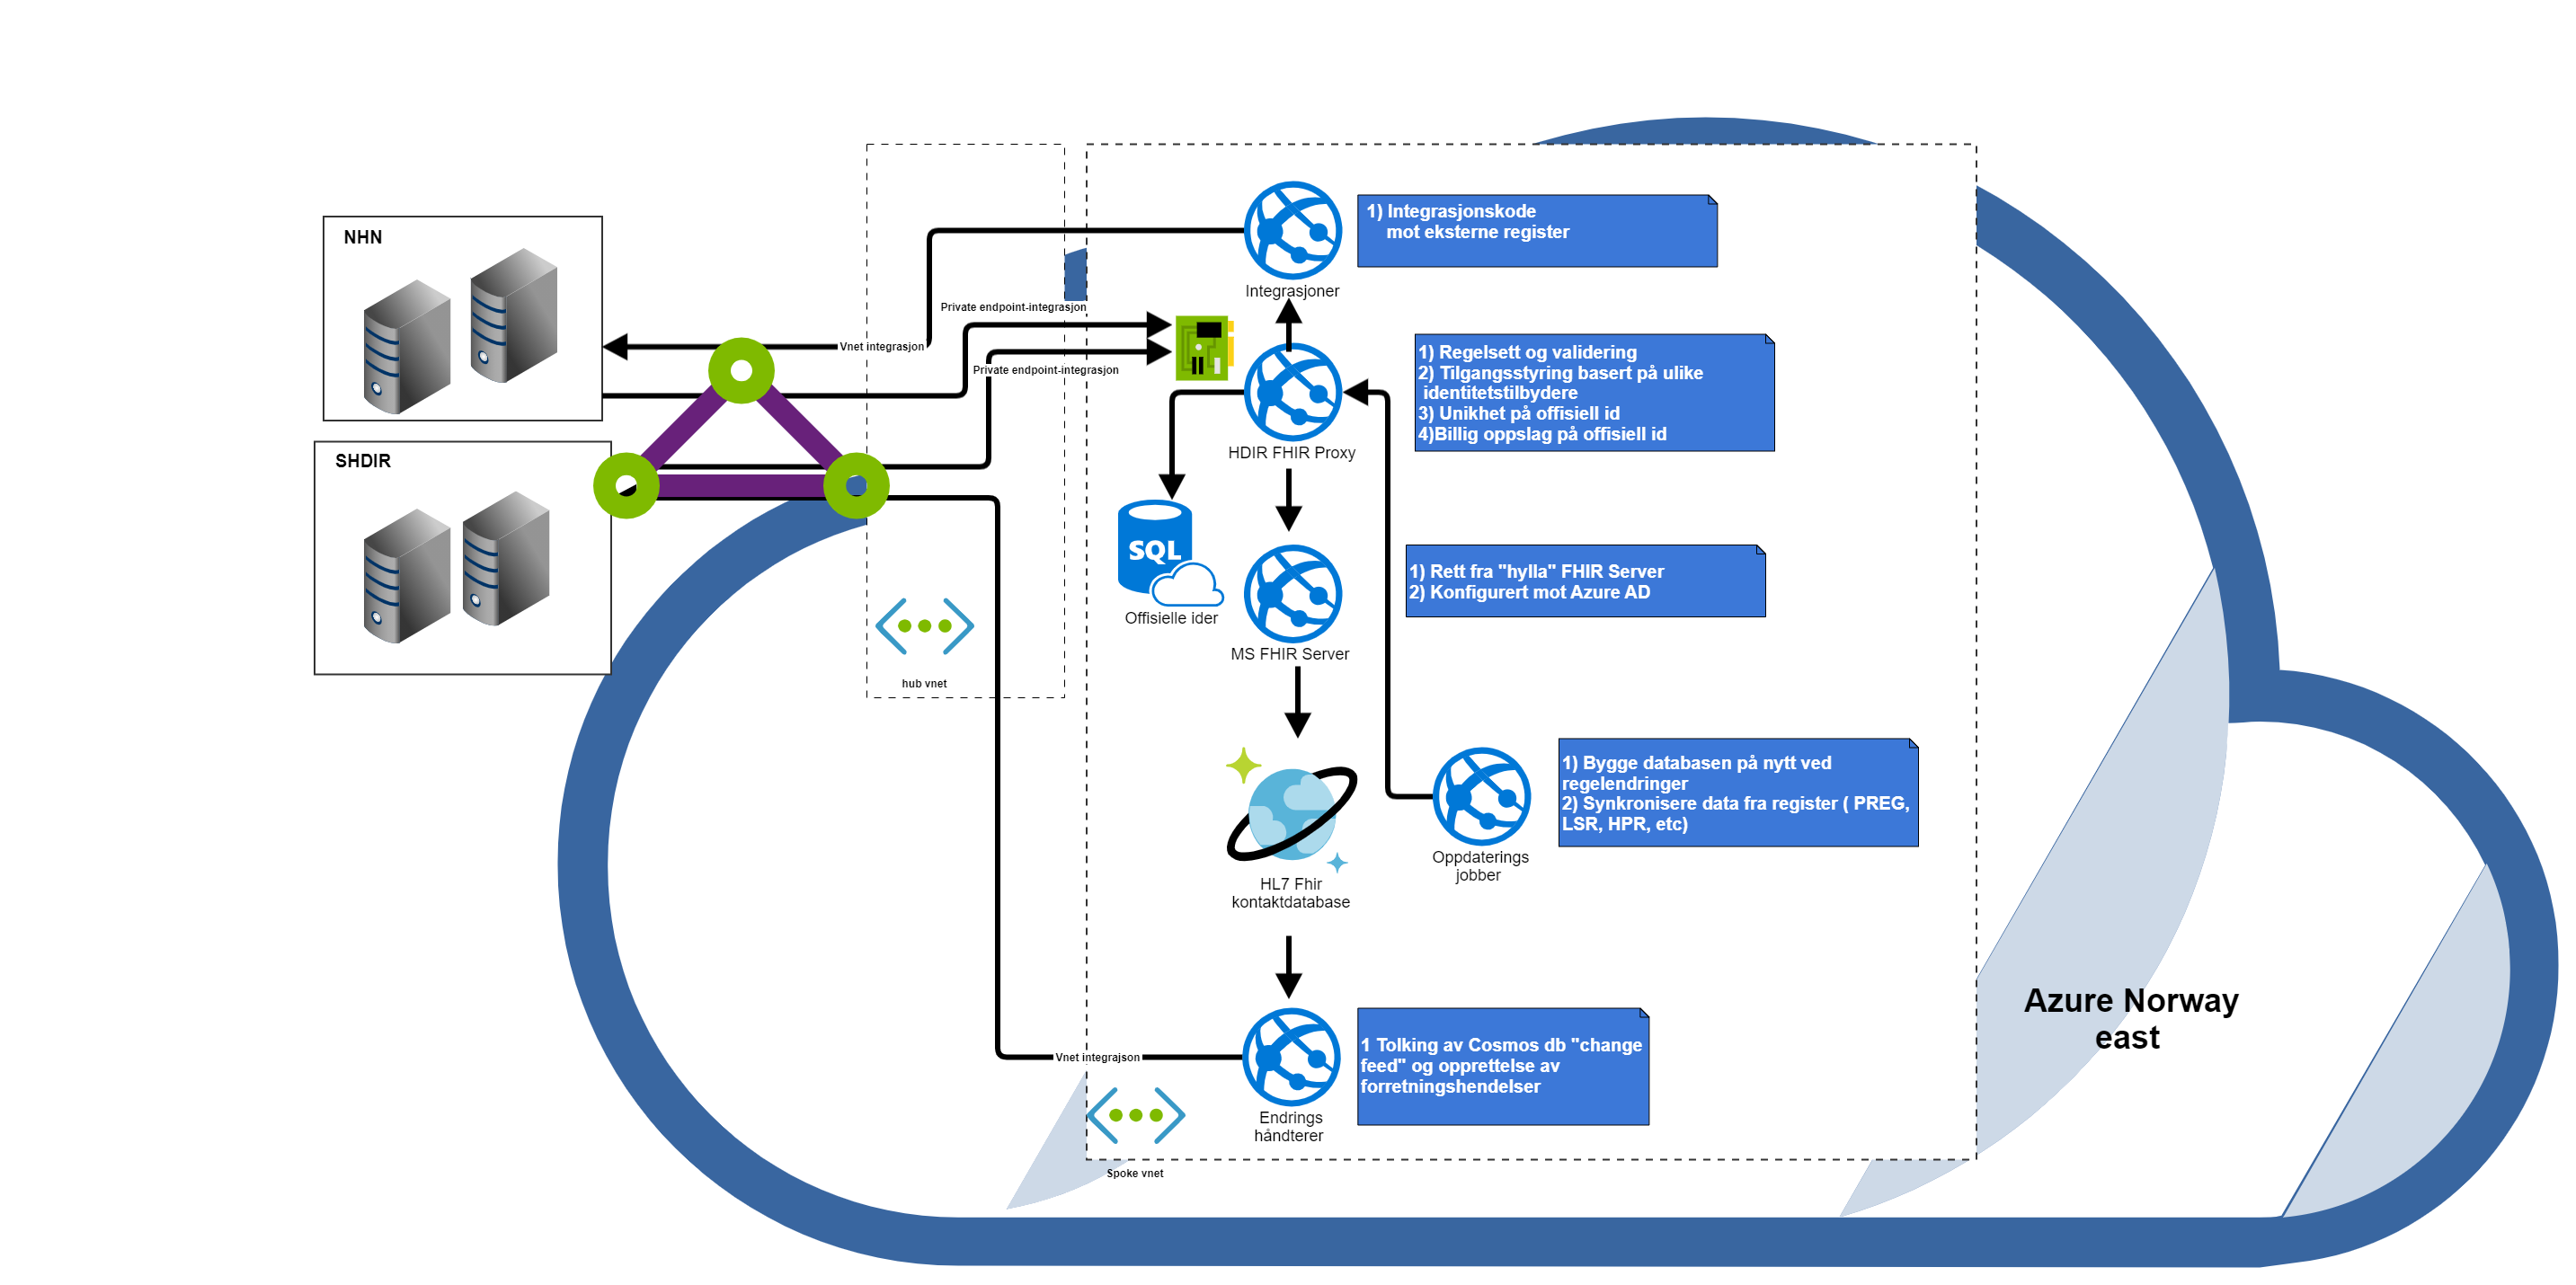 NHN
SHDIR
Vnet integrasjon
Private endpoint-integrasjon
Private endpoint-integrasjon
hub vnet
Integrasjoner
1) Integrasjonskode
mot eksterne register
HDIR FHIR Proxy
1) Regelsett og validering
2) Tilgangsstyring basert på ulike
identitetstilbydere
3) Unikhet på offisiell id
4)Billig oppslag på offisiell id
SQL
Offisielle ider
MS FHIR Server
1) Rett fra "hylla" FHIR Server
2) Konfigurert mot Azure AD
HL7 Fhir
kontaktdatabase
Oppdaterings
jobber
1) Bygge databasen på nytt ved
regelendringer
2) Synkronisere data fra register ( PREG,
LSR, HPR, etc)
Vnet integrajson
Endrings
håndterer
1 Tolking av Cosmos db "change
feed" og opprettelse av
forretningshendelser
Spoke vnet
Azure Norway
east